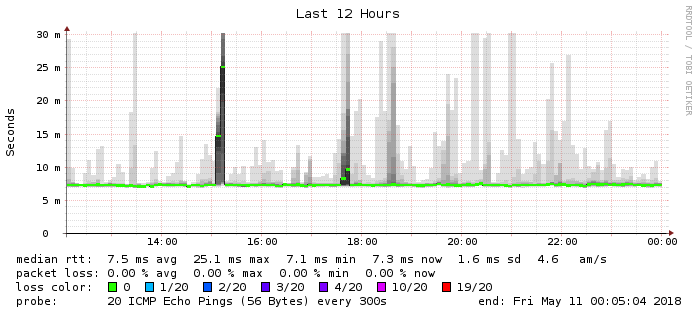 Last 12 Hours
RRDTOOL / TOBI OETIKER
Seconds
30 m
25 m
20 m
15 m
10 m
5 m
0
14:00 16:00 18:00 20:00 22:00 00:00
median rtt: 7.5 ms avg 25.1 ms max 7.1 ms min 7.3 ms now 1.6 ms sd 4.6 am/s
packet loss: 0.00 % avg 0.00 % max 0.00 % min 0.00 % now
loss color: 0 1/20 2/20 3/20 4/20 10/20 19/20
probe: 20 ICMP Echo Pings (56 Bytes) every 300s end: Fri May 11 00:05:04 2018